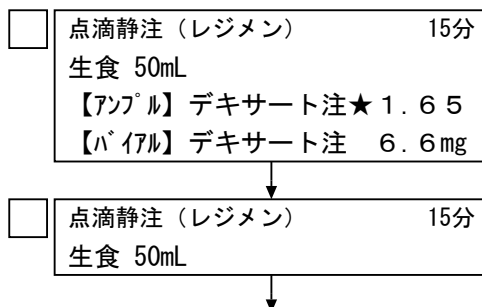 点滴静注（レジメン） 15分
生食 50mL
【ｱﾝﾌﾟﾙ】デキサート注★１.６５
【ﾊﾞｲｱﾙ】デキサート注　６.６mg
点滴静注（レジメン） 15分
生食 50mL